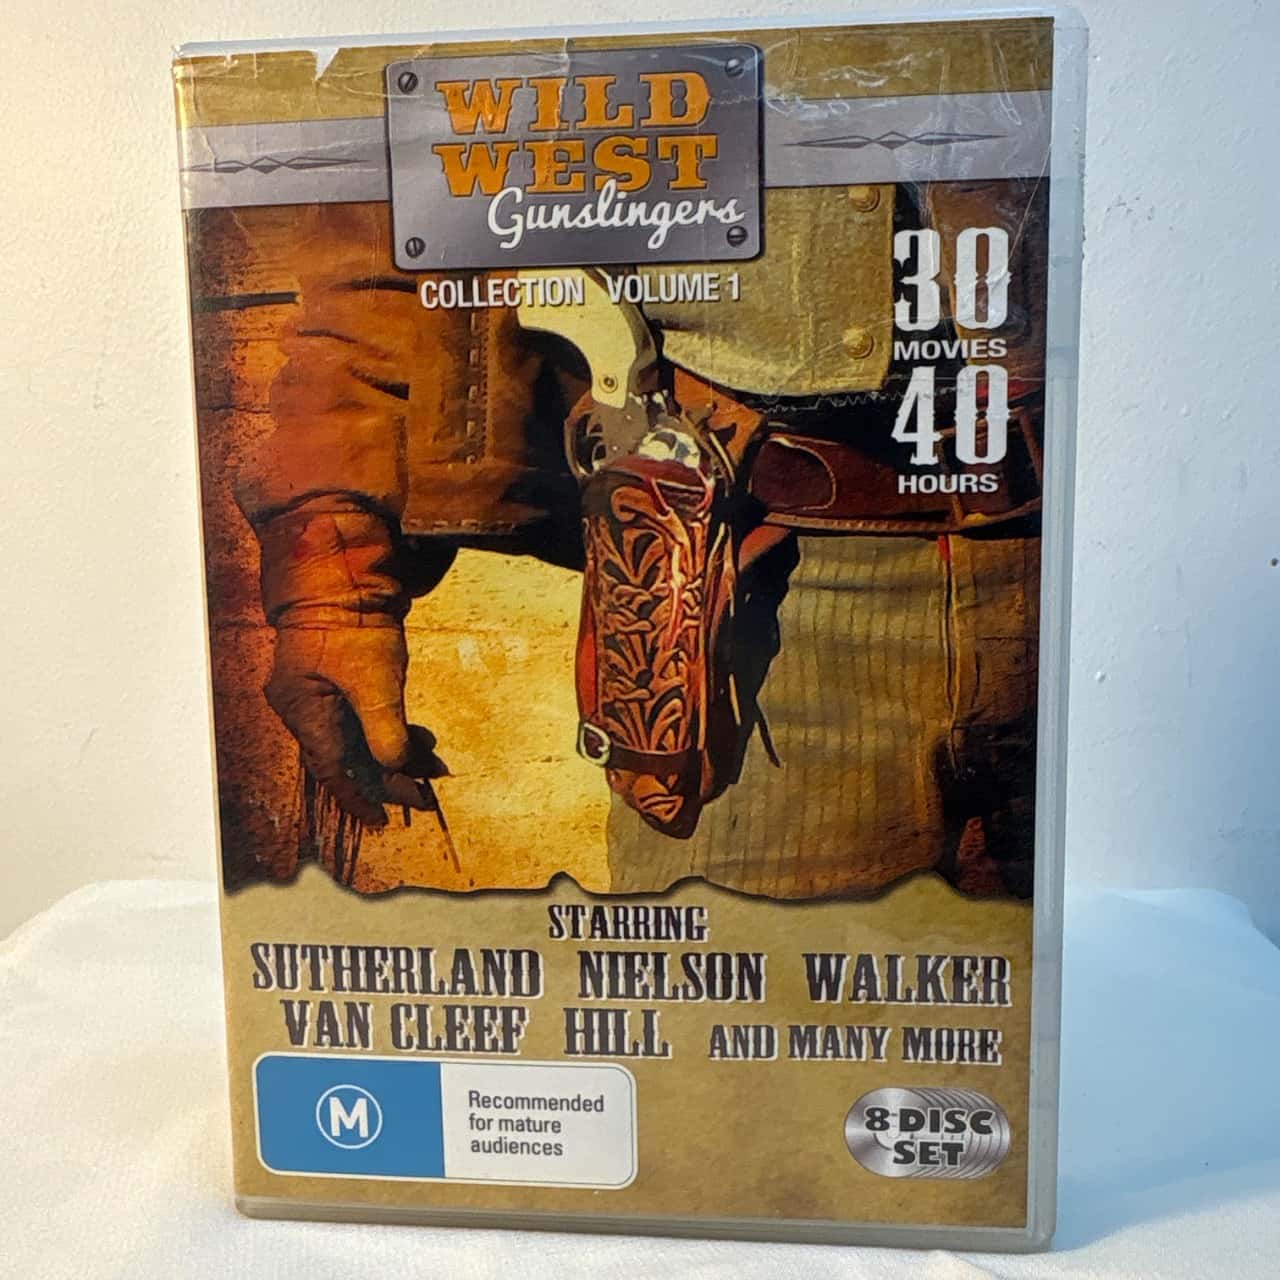 WILD
WEST
Gunslingers
COLLECTION VOLUME 1
30
MOVIES
40
HOURS
STARRING
SUTHERLAND NIELSON WALKER
VAN CLEEF HILL AND MANY MORE
M
Recommended
for mature
audiences
8 DISC
SET